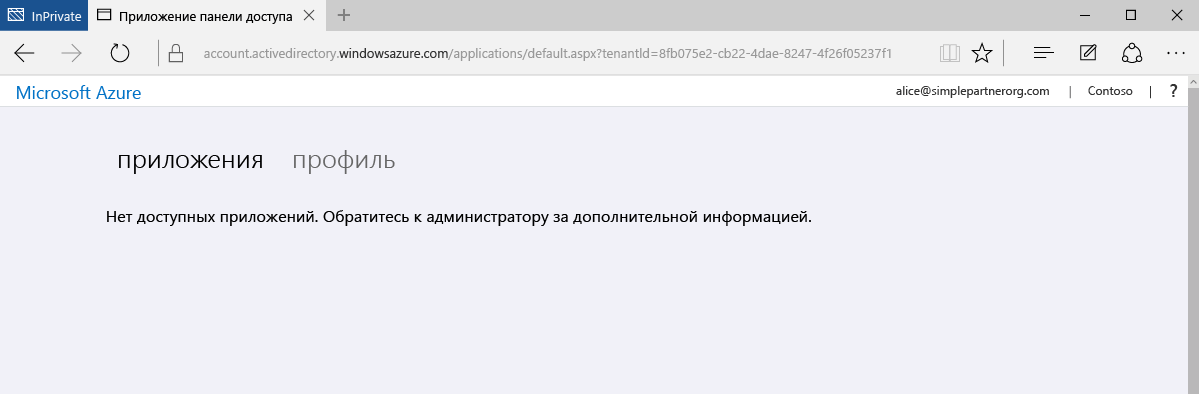 InPrivate Приложение панели доступа
account.activedirectory.windowsazure.com/applications/default.aspx?tenantId=8fb075e2-cb22-4dae-8247-4f26f05237f1
Microsoft Azure alice@simplepartnerorg.com | Contoso | ?
приложения профиль
Нет доступных приложений. Обратитесь к администратору за дополнительной информацией.